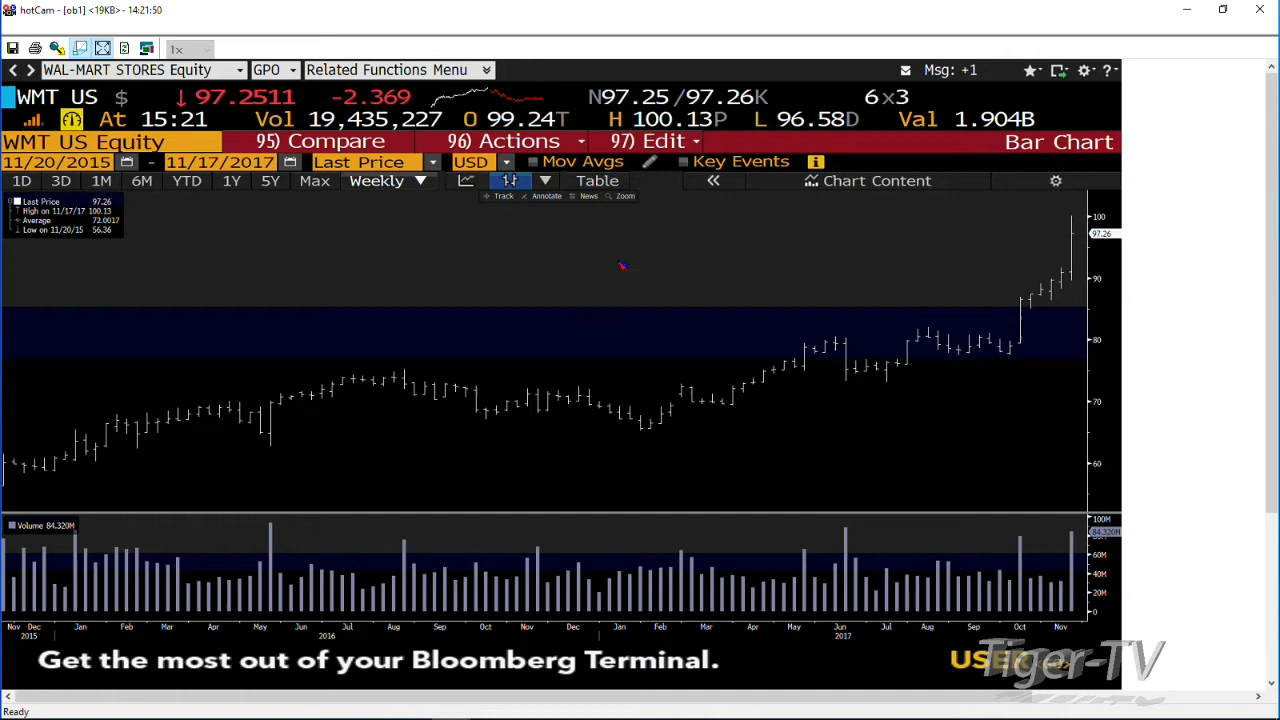 hotCam - [ob1] <19KB> - 14:21:50
1x
WAL-MART STORES Equity GPO Related Functions Menu Msg: +1
WMT US $ ↓97.2511 -2.369 N97.25 /97.26K 6x3
At 15:21 Vol 19,435,227 O 99.24T H 100.13P L 96.58D Val 1.904B
WMT US Equity 95) Compare 96) Actions 97) Edit Bar Chart
11/20/2015 - 11/17/2017 Last Price USD Mov Avgs Key Events
1D 3D 1M 6M YTD 1Y 5Y Max Weekly ▼ Table « Chart Content
Track Annotate News Zoom
Last Price 97.26
High on 11/17/17 100.13
Average 72.0017
Low on 11/20/15 56.36
100
97.26
90
80
70
60
Volume 84.320M
100M
84.320M
60M
40M
20M
0
Nov Dec Jan Feb Mar Apr May Jun Jul Aug Sep Oct Nov Dec Jan Feb Mar Apr May Jun Jul Aug Sep Oct Nov
2015 2016 2017
Get the most out of your Bloomberg Terminal.
Tiger-TV
Ready